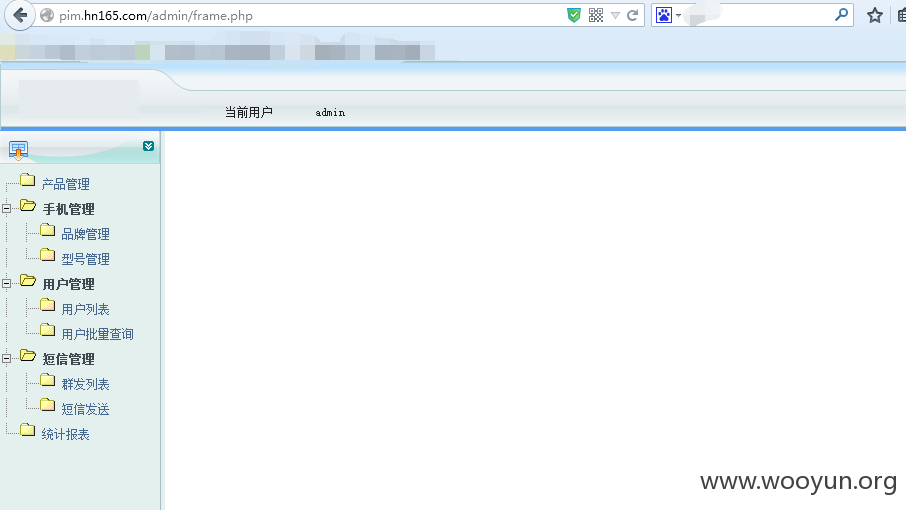 pim.hn165.com/admin/frame.php
当前用户 admin
产品管理
手机管理
品牌管理
型号管理
用户管理
用户列表
用户批量查询
短信管理
群发列表
短信发送
统计报表
www.wooyun.org